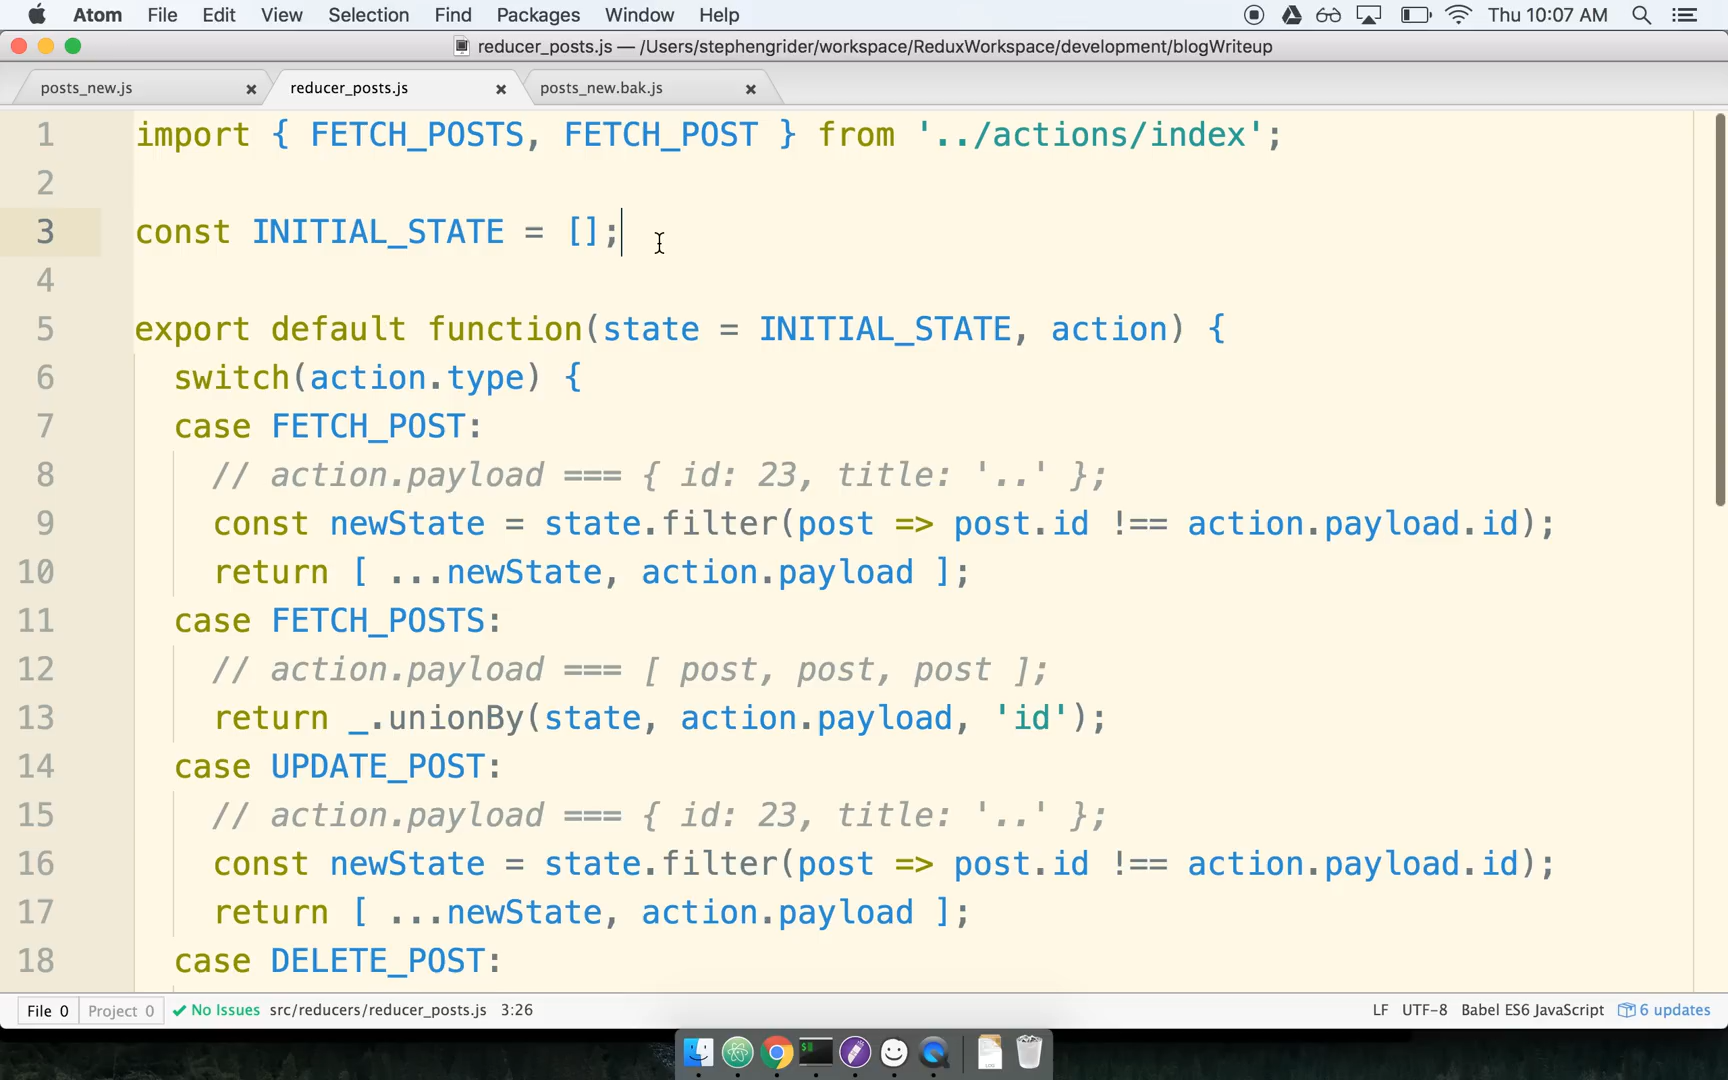 Atom File Edit View Selection Find Packages Window Help Thu 10:07 AM
reducer_posts.js — /Users/stephengrider/workspace/ReduxWorkspace/development/blogWriteup
posts_new.js reducer_posts.js posts_new.bak.js
1 import { FETCH_POSTS, FETCH_POST } from '../actions/index';
2
3 const INITIAL_STATE = [];
4
5 export default function(state = INITIAL_STATE, action) {
6 switch(action.type) {
7 case FETCH_POST:
8 // action.payload === { id: 23, title: '..' };
9 const newState = state.filter(post => post.id !== action.payload.id);
10 return [ ...newState, action.payload ];
11 case FETCH_POSTS:
12 // action.payload === [ post, post, post ];
13 return _.unionBy(state, action.payload, 'id');
14 case UPDATE_POST:
15 // action.payload === { id: 23, title: '..' };
16 const newState = state.filter(post => post.id !== action.payload.id);
17 return [ ...newState, action.payload ];
18 case DELETE_POST:
File 0 Project 0 No Issues src/reducers/reducer_posts.js 3:26 LF UTF-8 Babel ES6 JavaScript 6 updates